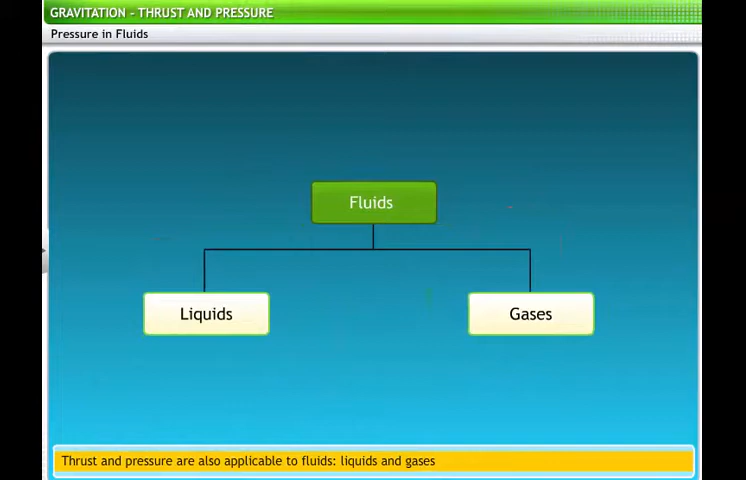 GRAVITATION - THRUST AND PRESSURE
Pressure in Fluids
Fluids
Liquids
Gases
Thrust and pressure are also applicable to fluids: liquids and gases